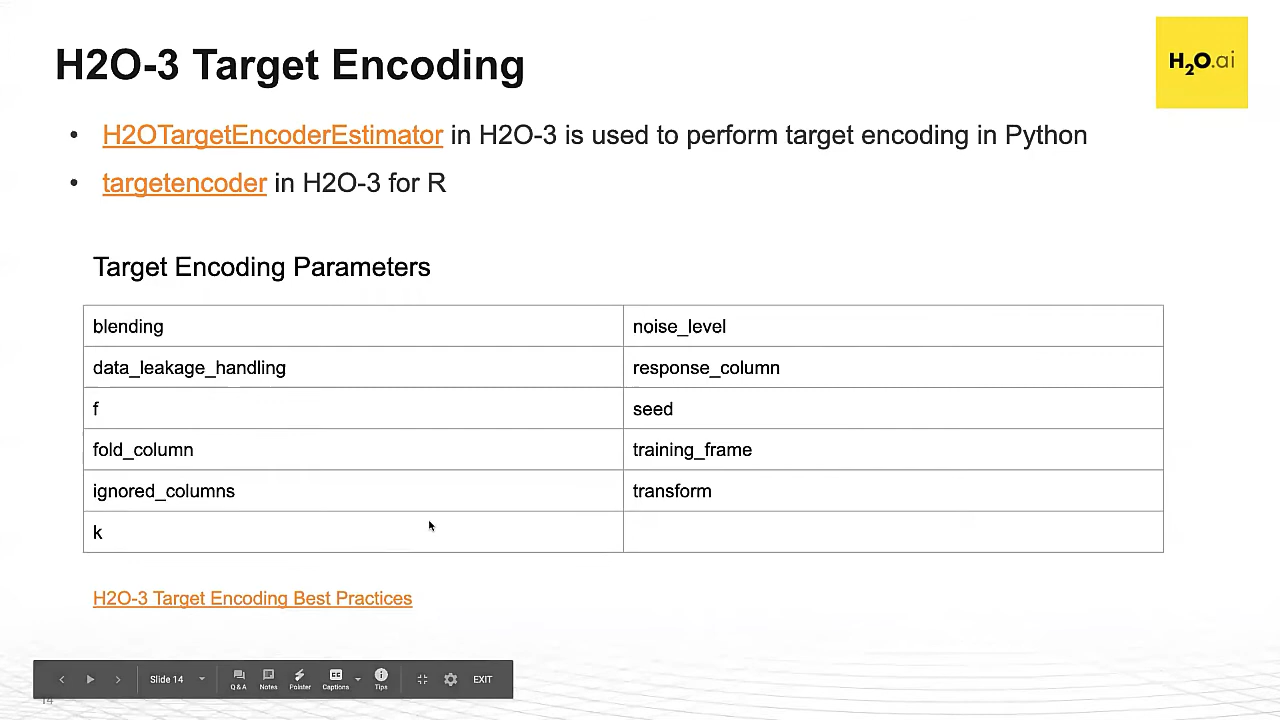 H2O-3 Target Encoding
H2O.ai
• H2OTargetEncoderEstimator in H2O-3 is used to perform target encoding in Python
• targetencoder in H2O-3 for R
Target Encoding Parameters
blending noise_level
data_leakage_handling response_column
f seed
fold_column training_frame
ignored_columns transform
k
H2O-3 Target Encoding Best Practices
Slide 14 Q&A Notes Pointer CC Captions Tips EXIT
14